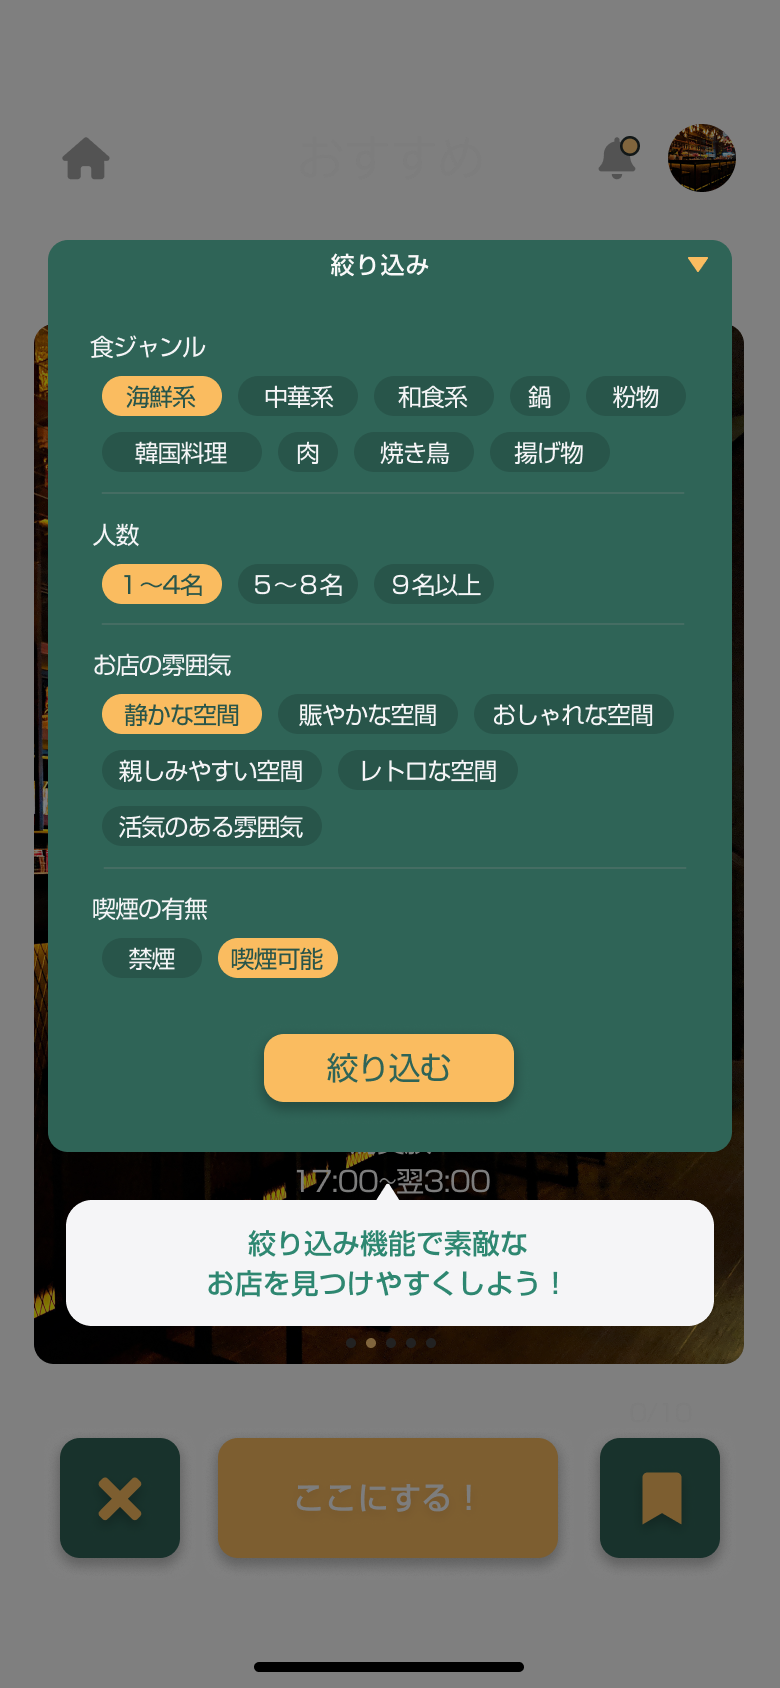 おすすめ
絞り込み
食ジャンル
海鮮系 中華系 和食系 鍋 粉物
韓国料理 肉 焼き鳥 揚げ物
人数
１〜4名 ５〜８名 ９名以上
お店の雰囲気
静かな空間 賑やかな空間 おしゃれな空間
親しみやすい空間 レトロな空間
活気のある雰囲気
喫煙の有無
禁煙 喫煙可能
絞り込む
17:00~翌3:00
絞り込み機能で素敵な
お店を見つけやすくしよう！
ここにする！